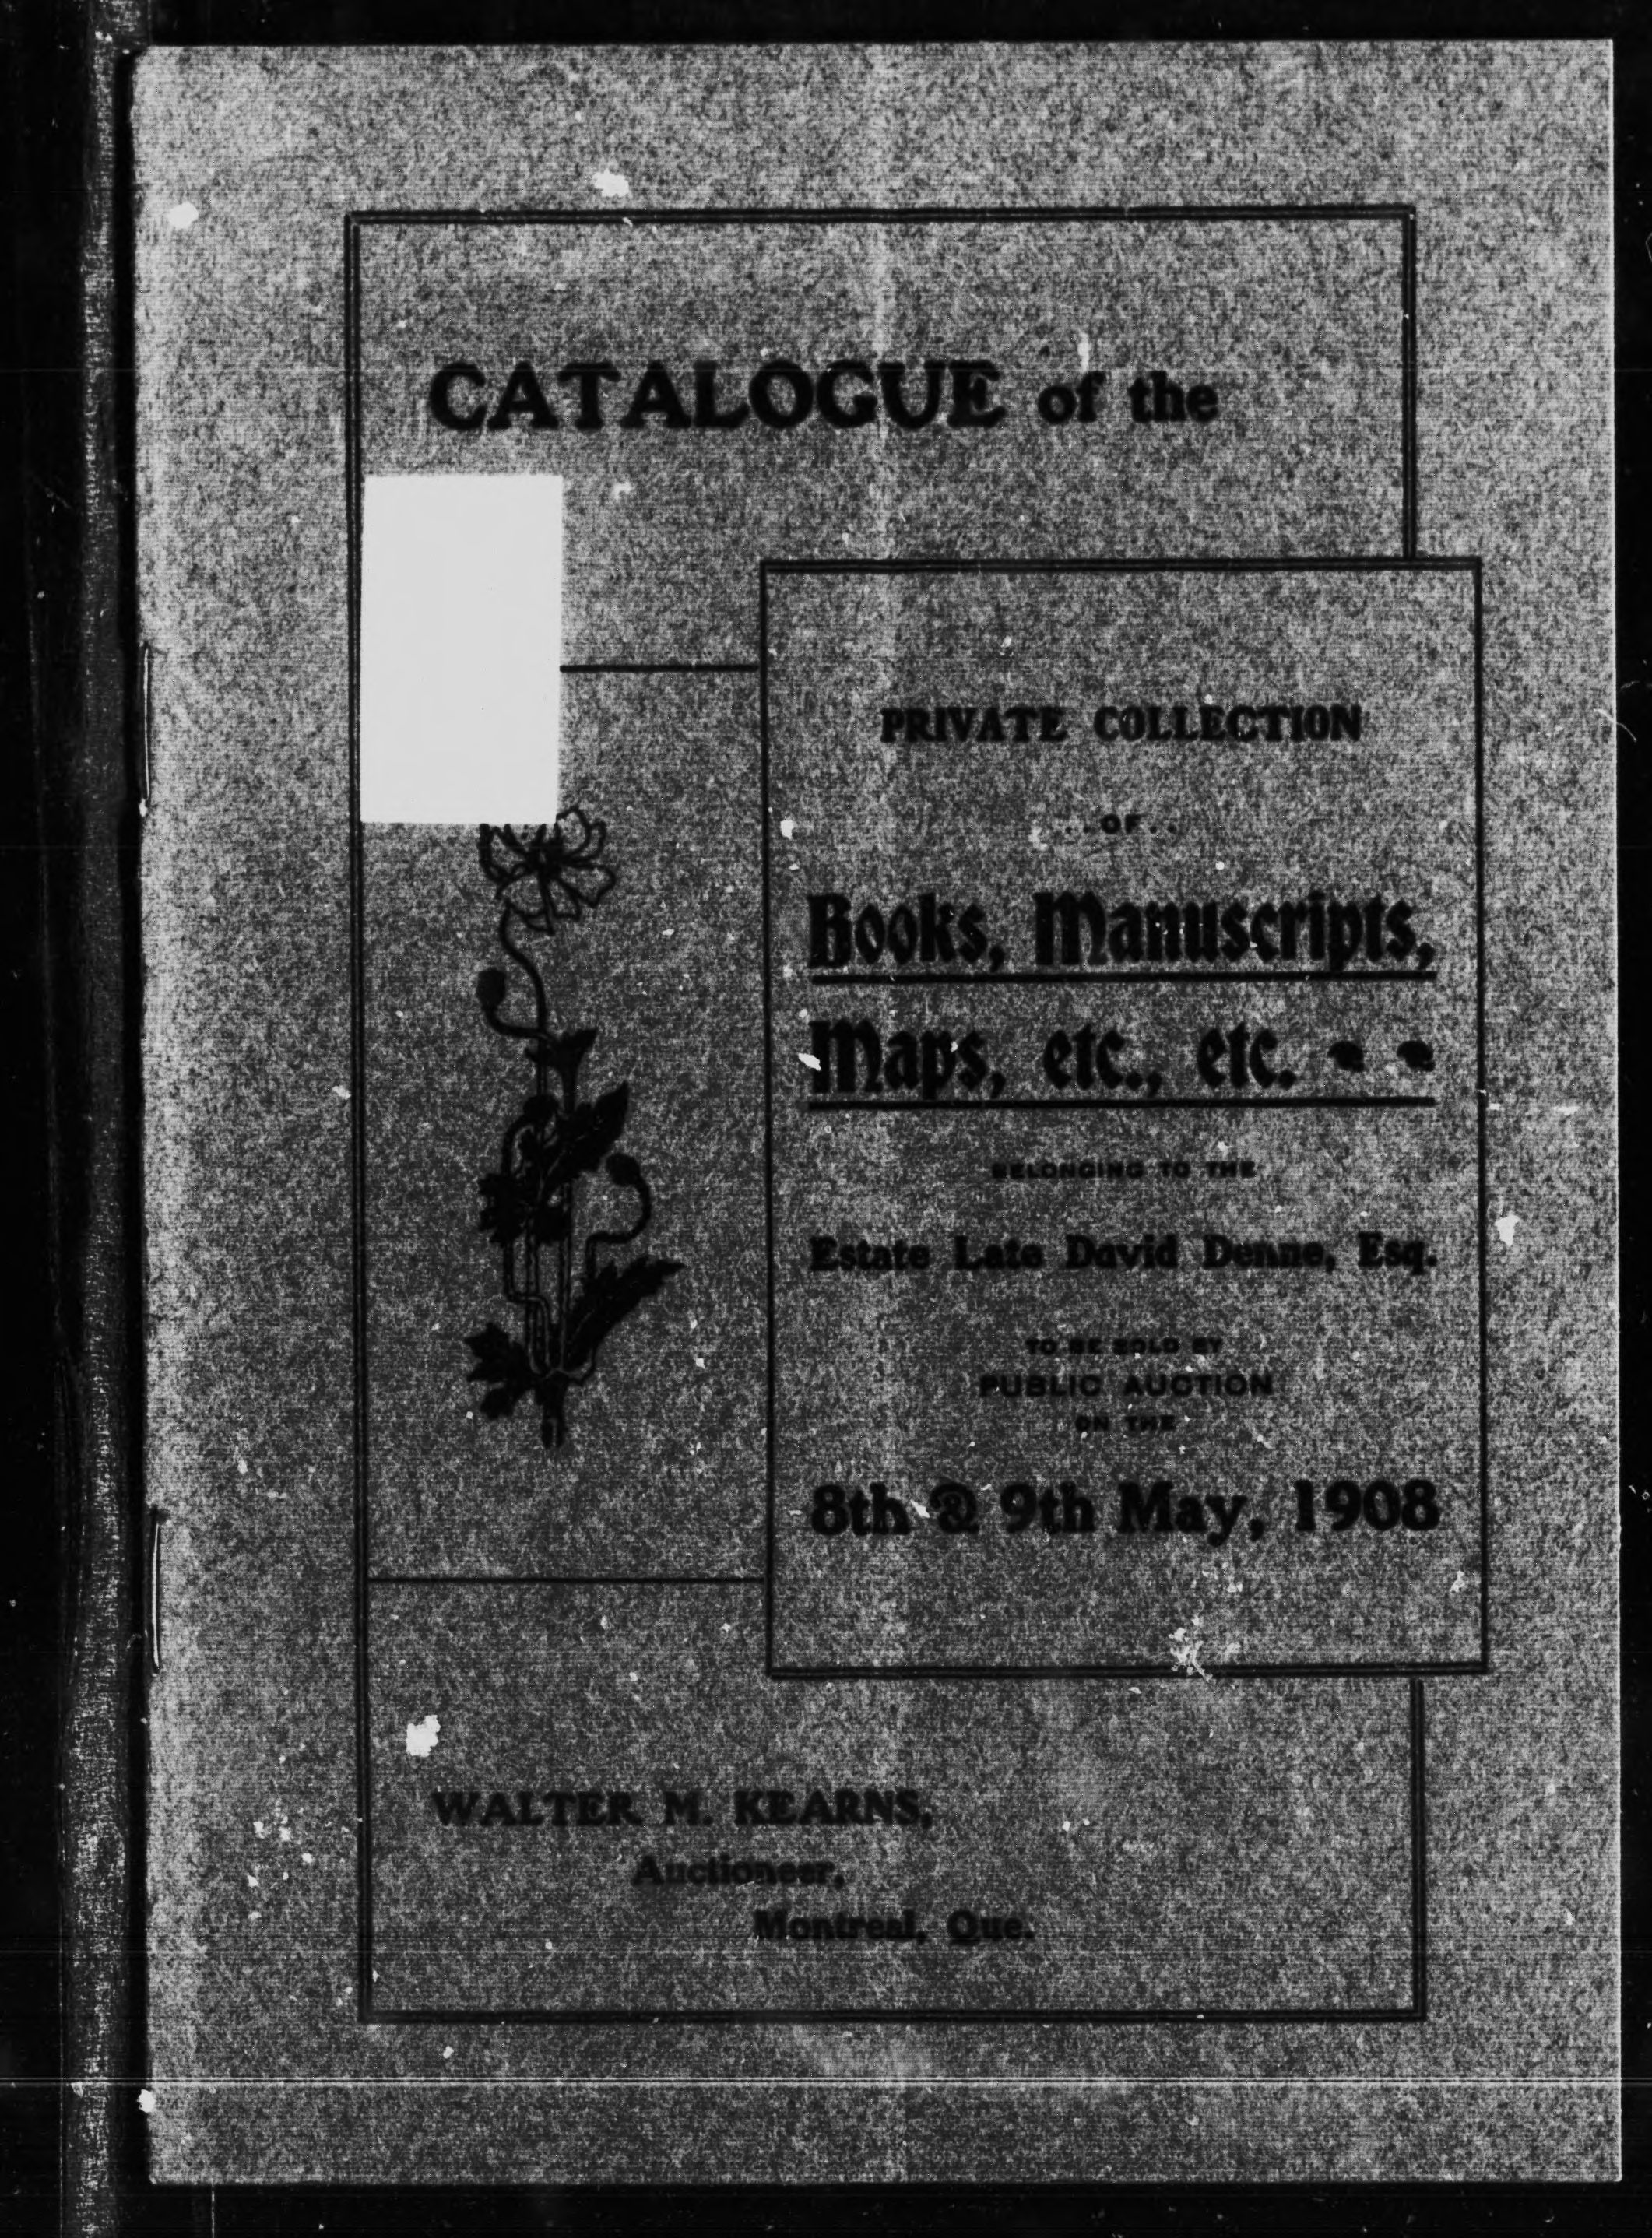 CATALOGUE of the
PRIVATE COLLECTION
..OF..
Books, Manuscripts,
Maps, etc., etc.
BELONGING TO THE
Estate Late David Denne, Esq.
TO BE SOLD BY
PUBLIC AUCTION
ON THE
8th & 9th May, 1908
WALTER M. KEARNS,
Auctioneer,
Montreal, Que.